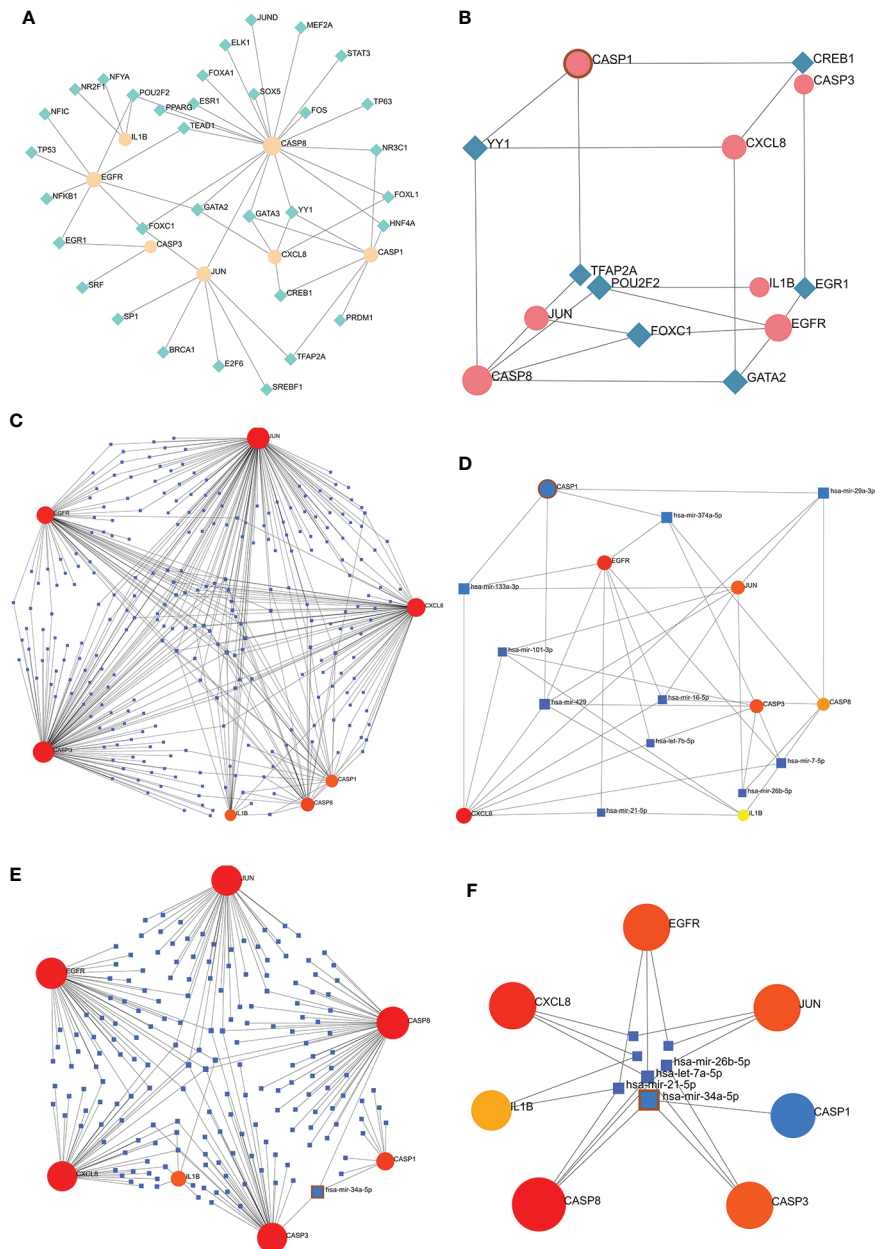 A
JUND
MEF2A
ELK1
STAT3
NFYA
NR2F1
POU2F2
FOXA1
SOX5
PPARG
ESR1
FOS
TP63
NFIC
TEAD1
IL1B
CASP8
NR3C1
TP53
EGFR
NFKB1
GATA2
GATA3
YY1
FOXL1
HNF4A
FOXC1
EGR1
CASP3
CXCL8
CASP1
JUN
SRF
CREB1
SP1
PRDM1
BRCA1
E2F6
TFAP2A
SREBF1
B
CASP1
CREB1
CASP3
YY1
CXCL8
TFAP2A
POU2F2
IL1B
EGR1
JUN
FOXC1
EGFR
CASP8
GATA2
C
JUN
EGFR
CXCL8
CASP3
CASP1
CASP8
IL1B
D
CASP1
hsa-mir-29a-3p
hsa-mir-374a-5p
EGFR
hsa-mir-133a-3p
JUN
hsa-mir-101-3p
hsa-mir-429
hsa-mir-16-5p
CASP3
CASP8
hsa-let-7b-5p
hsa-mir-7-5p
hsa-mir-26b-5p
CXCL8
hsa-mir-21-5p
IL1B
E
JUN
EGFR
CASP8
CASP1
CXCL8
IL1B
hsa-mir-34a-5p
CASP3
F
EGFR
CXCL8
JUN
hsa-mir-26b-5p
hsa-let-7a-5p
hsa-mir-21-5p
hsa-mir-34a-5p
IL1B
CASP1
CASP8
CASP3